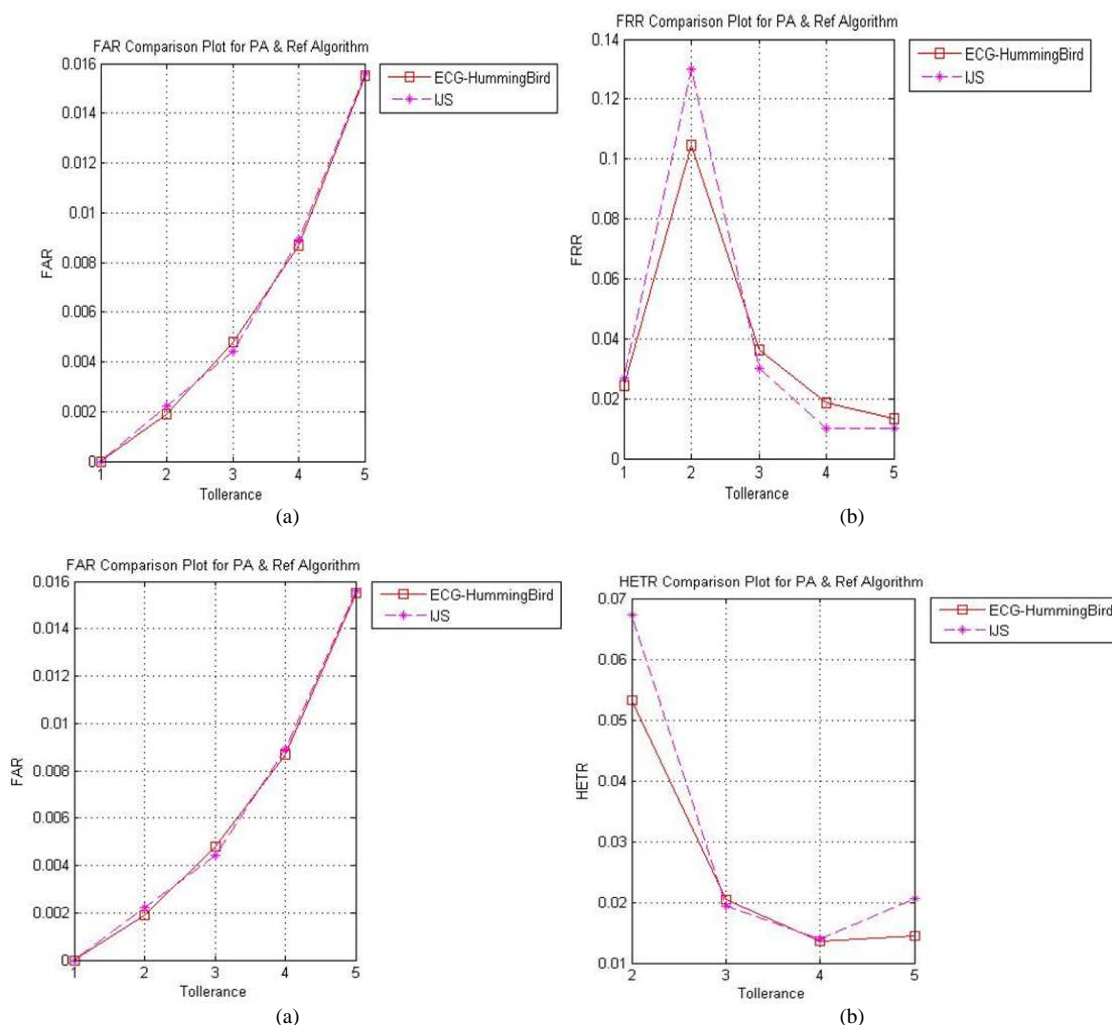 FAR Comparison Plot for PA & Ref Algorithm
0.016
0.014
0.012
0.01
0.008
0.006
0.004
0.002
0
FAR
1 2 3 4 5
Tollerance
ECG-HummingBird
IJS
(a)
FRR Comparison Plot for PA & Ref Algorithm
0.14
0.12
0.1
0.08
0.06
0.04
0.02
0
FRR
1 2 3 4 5
Tollerance
ECG-HummingBird
IJS
(b)
FAR Comparison Plot for PA & Ref Algorithm
0.016
0.014
0.012
0.01
0.008
0.006
0.004
0.002
0
FAR
1 2 3 4 5
Tollerance
ECG-HummingBird
IJS
(a)
HETR Comparison Plot for PA & Ref Algorithm
0.07
0.06
0.05
0.04
0.03
0.02
0.01
HETR
2 3 4 5
Tollerance
ECG-HummingBird
IJS
(b)